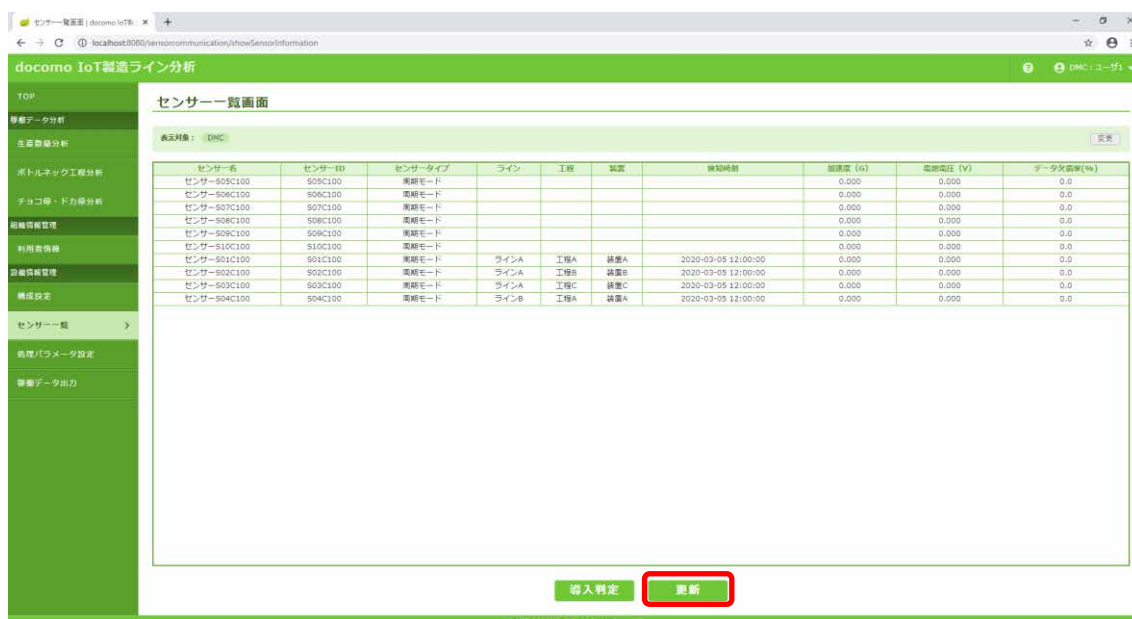 センサー一覧画面 | docomo IoT製
localhost:8080/sensorcommunication/showSensorInformation
docomo IoT製造ライン分析
DMC:ユーザ1
TOP
稼働データ分析
生産数量分析
ボトルネック工程分析
チョコ停・ドカ停分析
組織情報管理
利用者情報
設備情報管理
構成設定
センサー一覧
処理パラメータ設定
稼働データ出力
センサー一覧画面
表示対象: DMC
変更
センサー名 センサーID センサータイプ ライン 工程 装置 検知時刻 加速度 (G) 電池電圧 (V) データ欠損率(%)
センサーS05C100 S05C100 周期モード 0.000 0.000 0.0
センサーS06C100 S06C100 周期モード 0.000 0.000 0.0
センサーS07C100 S07C100 周期モード 0.000 0.000 0.0
センサーS08C100 S08C100 周期モード 0.000 0.000 0.0
センサーS09C100 S09C100 周期モード 0.000 0.000 0.0
センサーS10C100 S10C100 周期モード 0.000 0.000 0.0
センサーS01C100 S01C100 周期モード ラインA 工程A 装置A 2020-03-05 12:00:00 0.000 0.000 0.0
センサーS02C100 S02C100 周期モード ラインA 工程B 装置B 2020-03-05 12:00:00 0.000 0.000 0.0
センサーS03C100 S03C100 周期モード ラインA 工程C 装置C 2020-03-05 12:00:00 0.000 0.000 0.0
センサーS04C100 S04C100 周期モード ラインB 工程A 装置A 2020-03-05 12:00:00 0.000 0.000 0.0
導入判定
更新